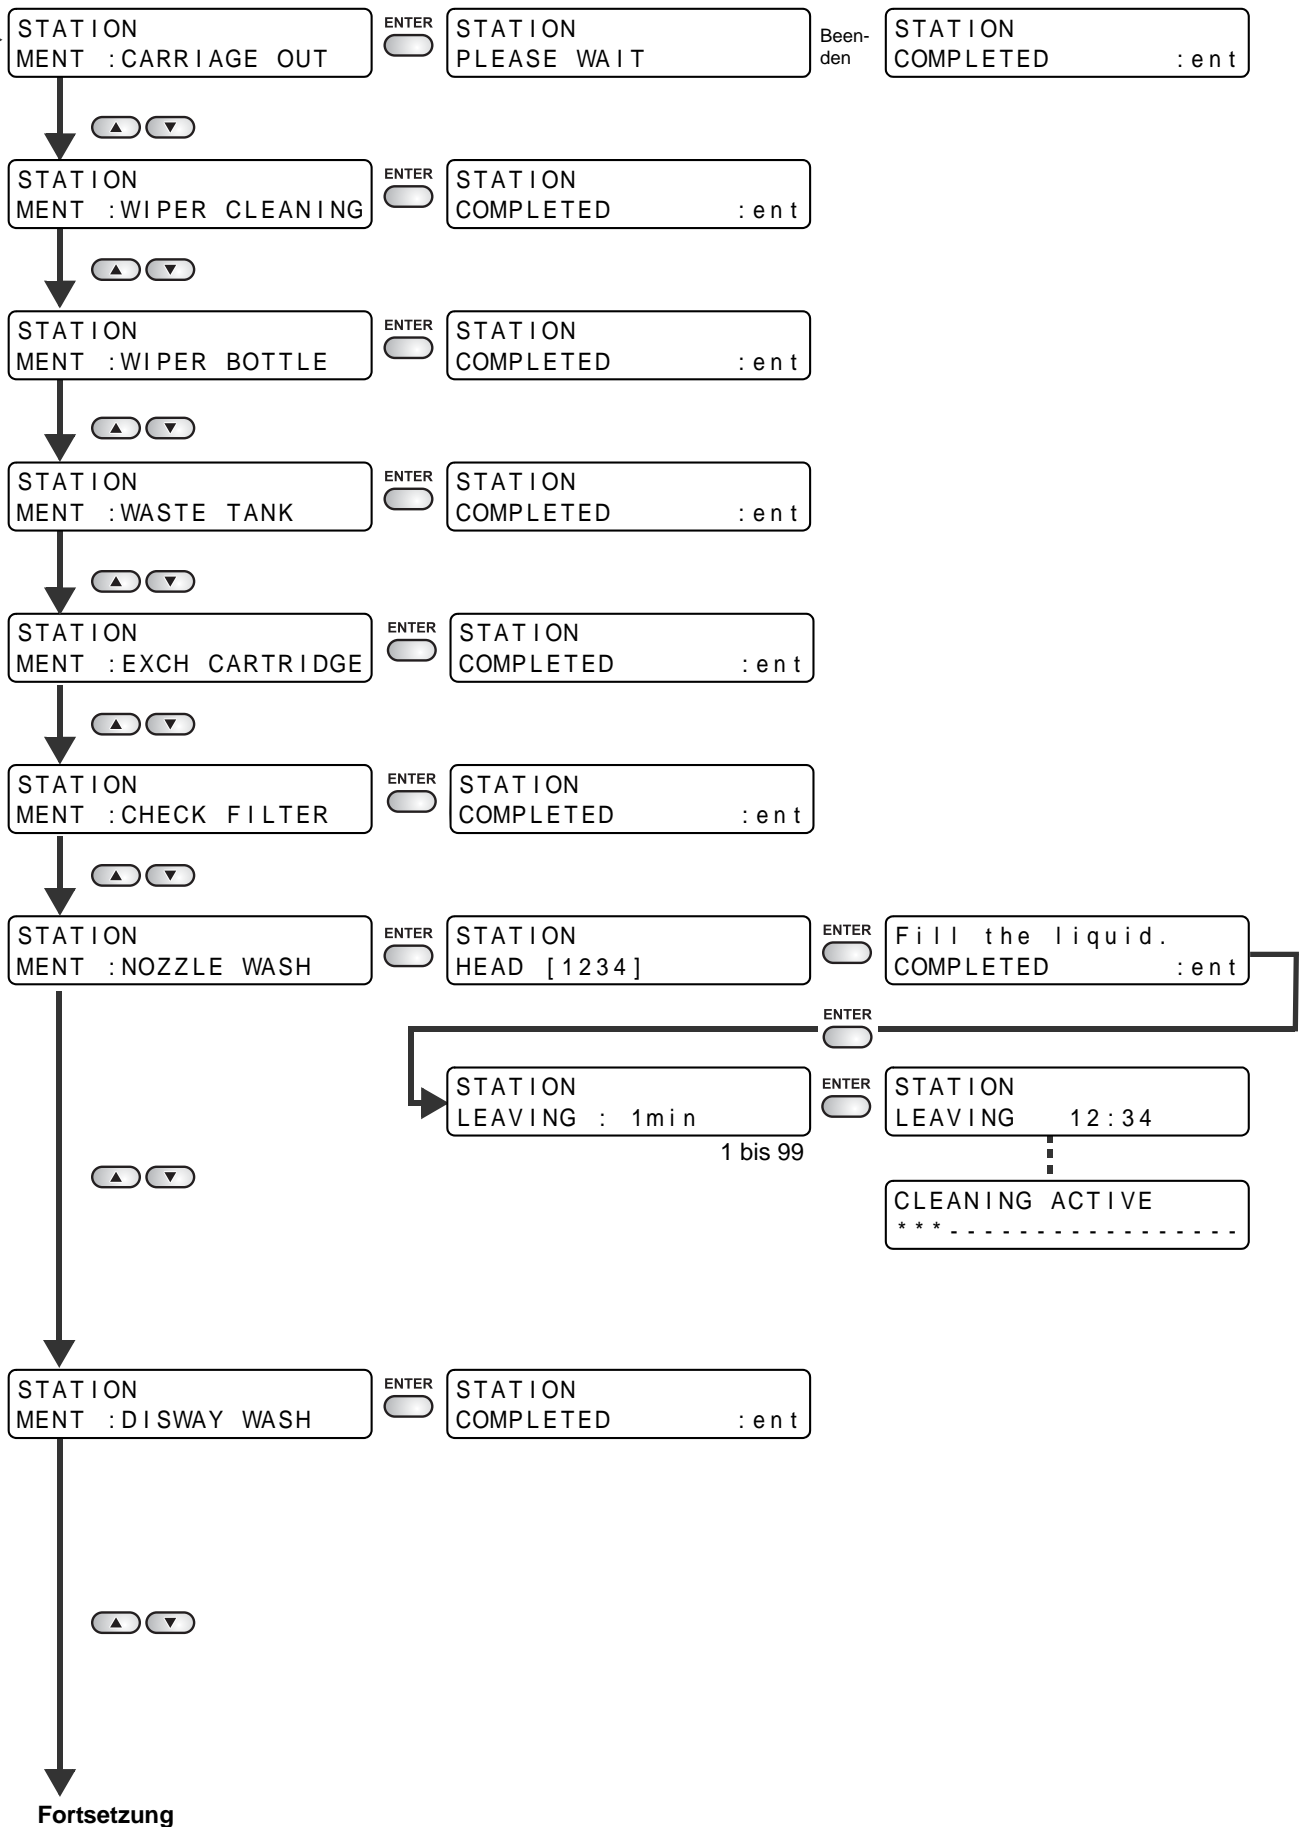 STATION
MENT :CARRIAGE OUT
ENTER
STATION
PLEASE WAIT
Been-
den
STATION
COMPLETED :ent
STATION
MENT :WIPER CLEANING
ENTER
STATION
COMPLETED :ent
STATION
MENT :WIPER BOTTLE
ENTER
STATION
COMPLETED :ent
STATION
MENT :WASTE TANK
ENTER
STATION
COMPLETED :ent
STATION
MENT :EXCH CARTRIDGE
ENTER
STATION
COMPLETED :ent
STATION
MENT :CHECK FILTER
ENTER
STATION
COMPLETED :ent
STATION
MENT :NOZZLE WASH
ENTER
STATION
HEAD [1234]
ENTER
Fill the liquid.
COMPLETED :ent
ENTER
STATION
LEAVING : 1min
1 bis 99
ENTER
STATION
LEAVING 12:34
CLEANING ACTIVE
***-----------------
STATION
MENT :DISWAY WASH
ENTER
STATION
COMPLETED :ent
Fortsetzung